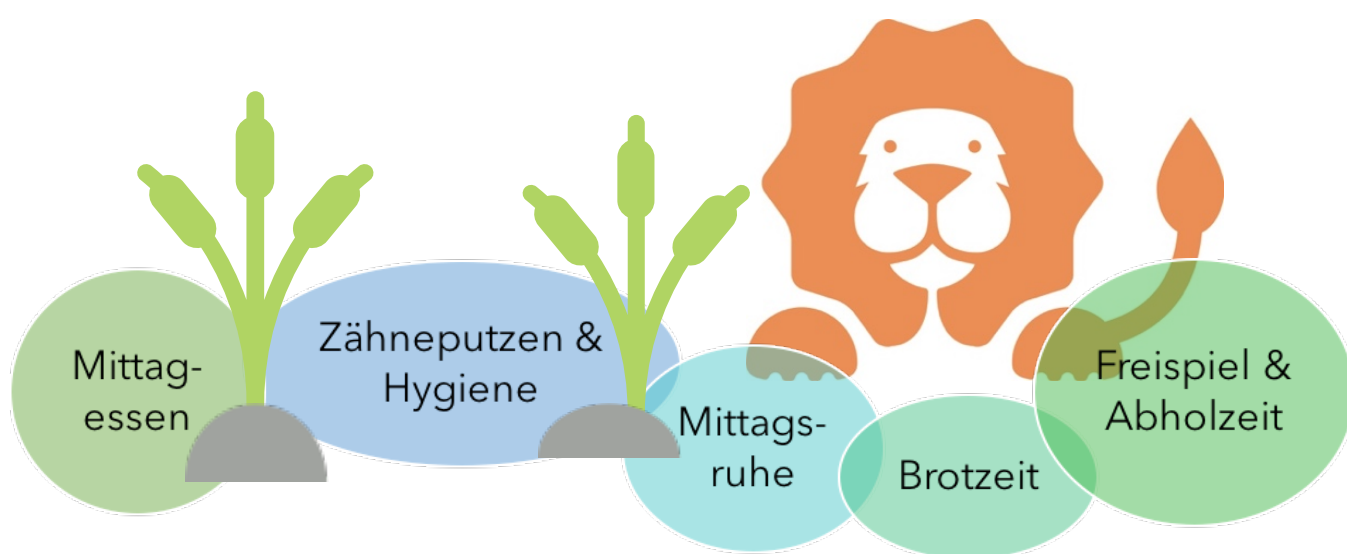 Mittag-
essen
Zähneputzen &
Hygiene
Mittags-
ruhe
Brotzeit
Freispiel &
Abholzeit